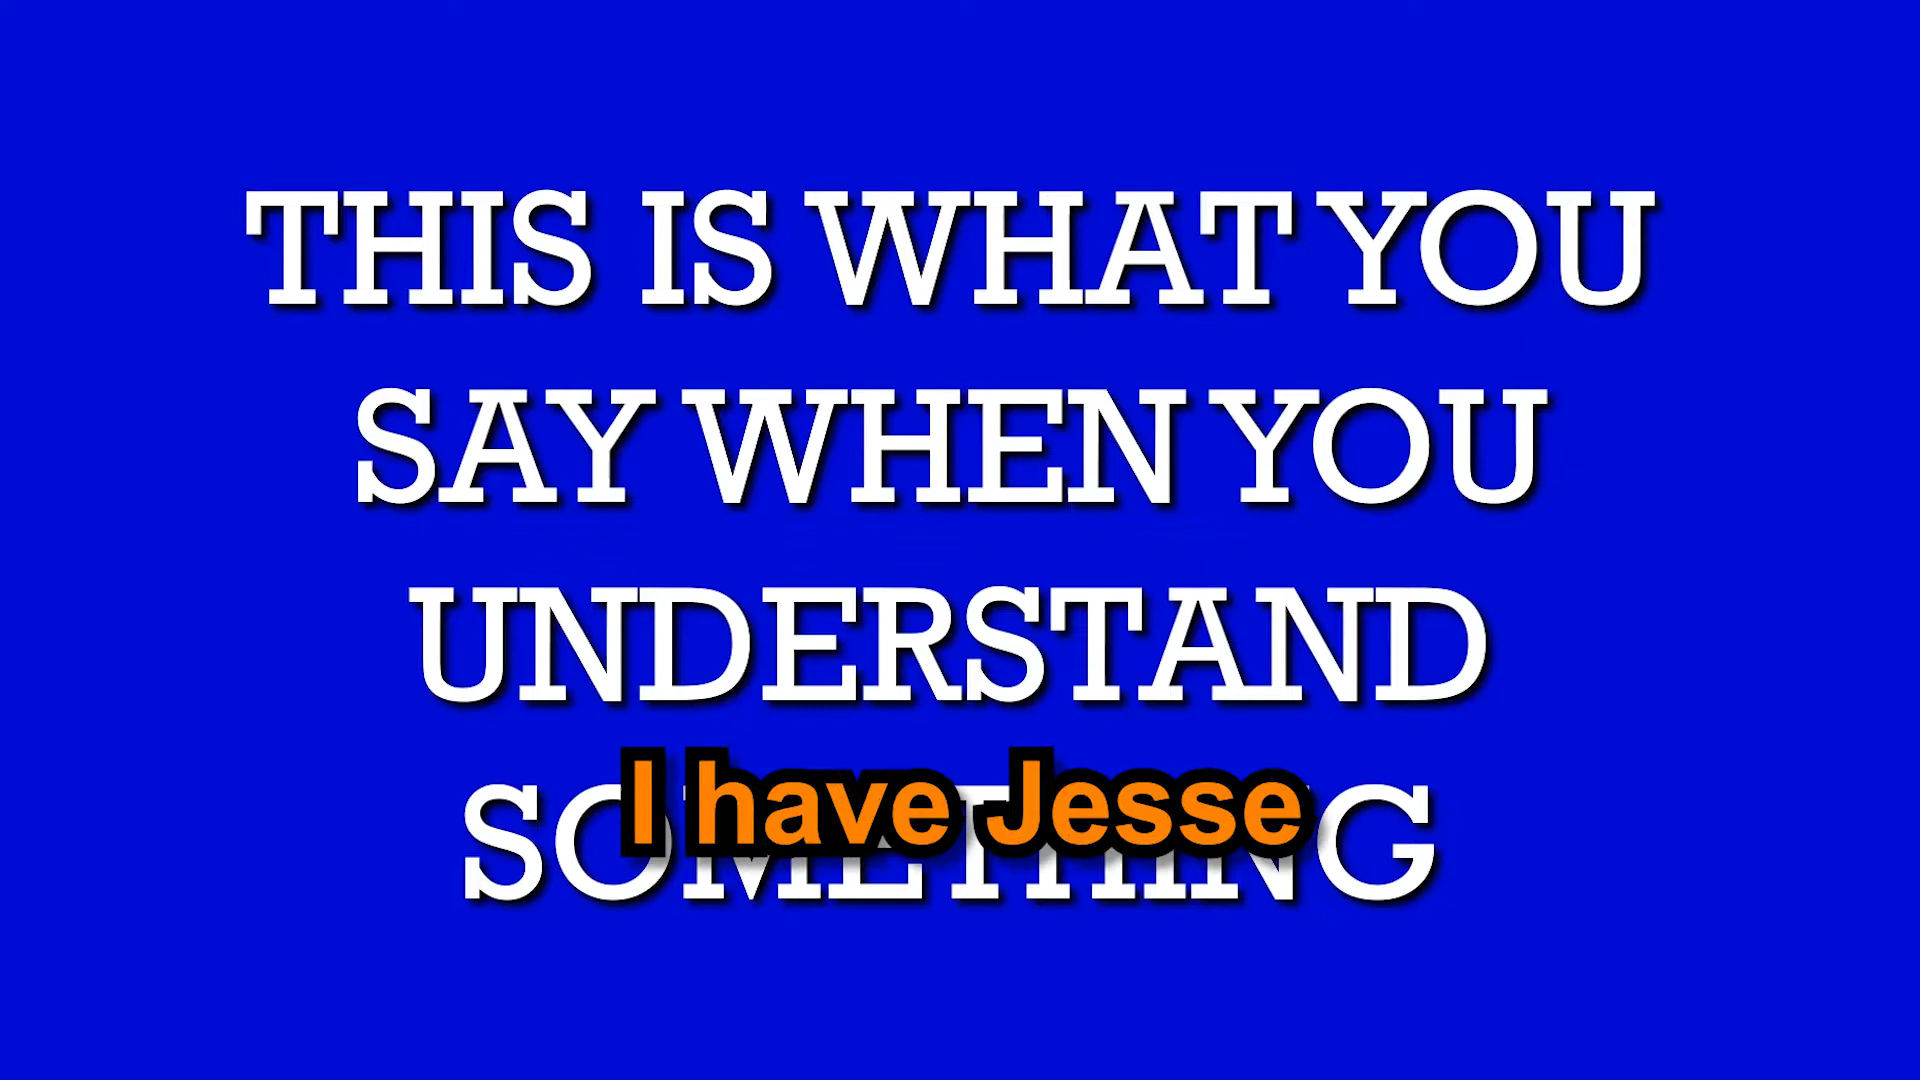 THIS IS WHAT YOU
SAY WHEN YOU
UNDERSTAND
SOMETHING
I have Jesse